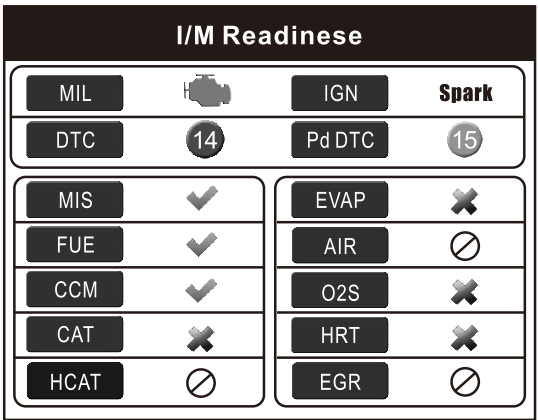 I/M Readinese
MIL IGN Spark
DTC 14 Pd DTC 15
MIS EVAP
FUE AIR
CCM O2S
CAT HRT
HCAT EGR